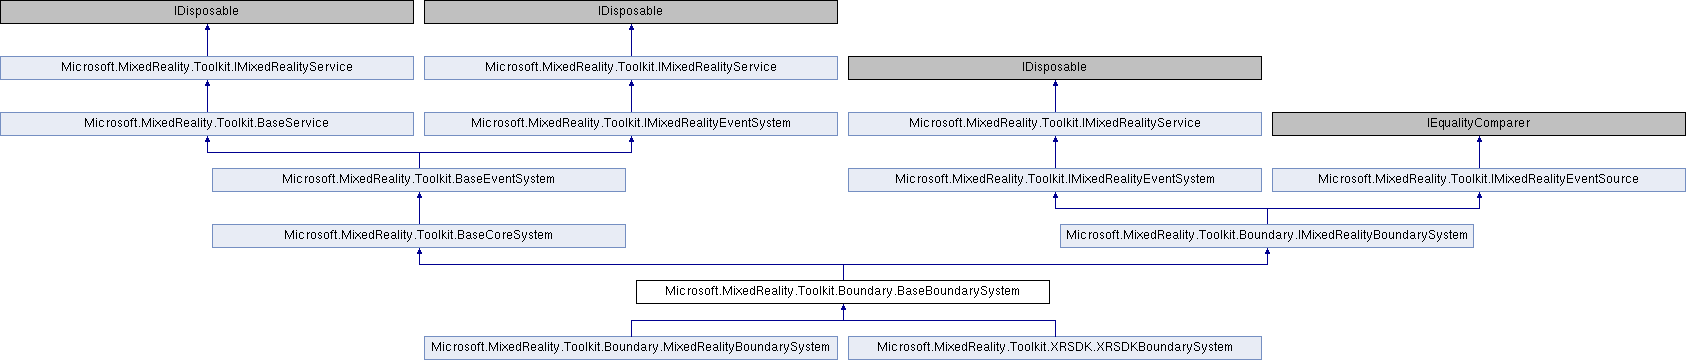 IDisposable
IDisposable
Microsoft.MixedReality.Toolkit.IMixedRealityService
Microsoft.MixedReality.Toolkit.IMixedRealityService
IDisposable
Microsoft.MixedReality.Toolkit.BaseService
Microsoft.MixedReality.Toolkit.IMixedRealityEventSystem
Microsoft.MixedReality.Toolkit.IMixedRealityService
IEqualityComparer
Microsoft.MixedReality.Toolkit.BaseEventSystem
Microsoft.MixedReality.Toolkit.IMixedRealityEventSystem
Microsoft.MixedReality.Toolkit.IMixedRealityEventSource
Microsoft.MixedReality.Toolkit.BaseCoreSystem
Microsoft.MixedReality.Toolkit.Boundary.IMixedRealityBoundarySystem
Microsoft.MixedReality.Toolkit.Boundary.BaseBoundarySystem
Microsoft.MixedReality.Toolkit.Boundary.MixedRealityBoundarySystem
Microsoft.MixedReality.Toolkit.XRSDK.XRSDKBoundarySystem